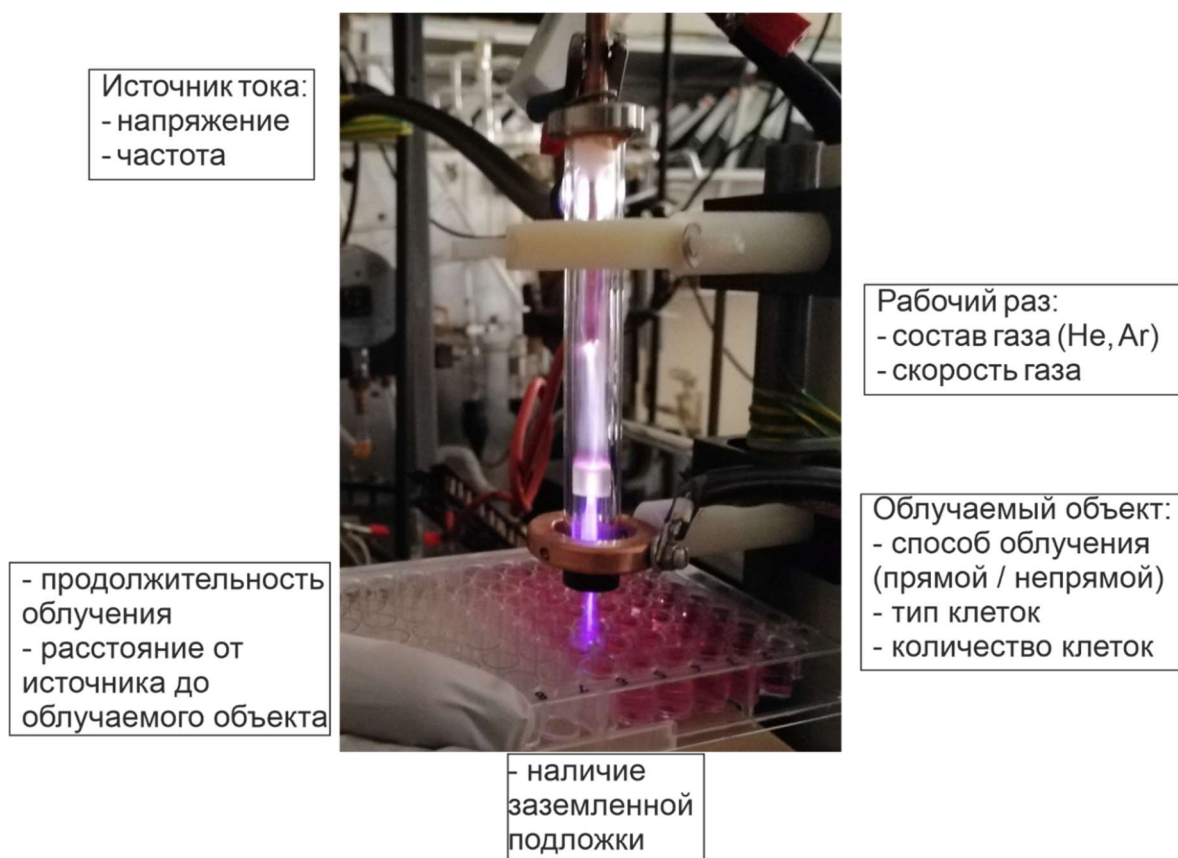 Источник тока:
- напряжение
- частота
Рабочий раз:
- состав газа (He, Ar)
- скорость газа
Облучаемый объект:
- способ облучения
(прямой / непрямой)
- тип клеток
- количество клеток
- продолжительность
облучения
- расстояние от
источника до
облучаемого объекта
- наличие
заземленной
подложки